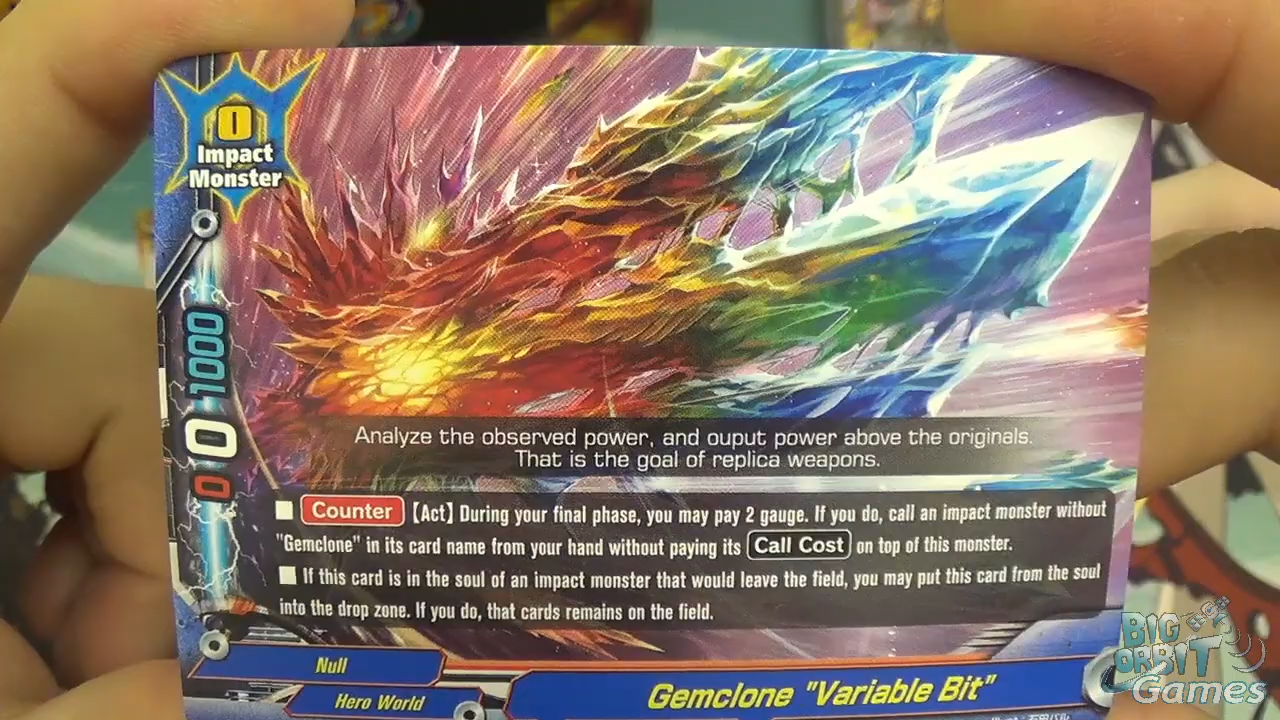 0
Impact
Monster
1000
0
0
Analyze the observed power, and ouput power above the originals.
That is the goal of replica weapons.
Counter 【Act】 During your final phase, you may pay 2 gauge. If you do, call an impact monster without
"Gemclone" in its card name from your hand without paying its Call Cost on top of this monster.
If this card is in the soul of an impact monster that would leave the field, you may put this card from the soul
into the drop zone. If you do, that cards remains on the field.
Null
Hero World
Gemclone "Variable Bit"
BIG
ORBIT
Games